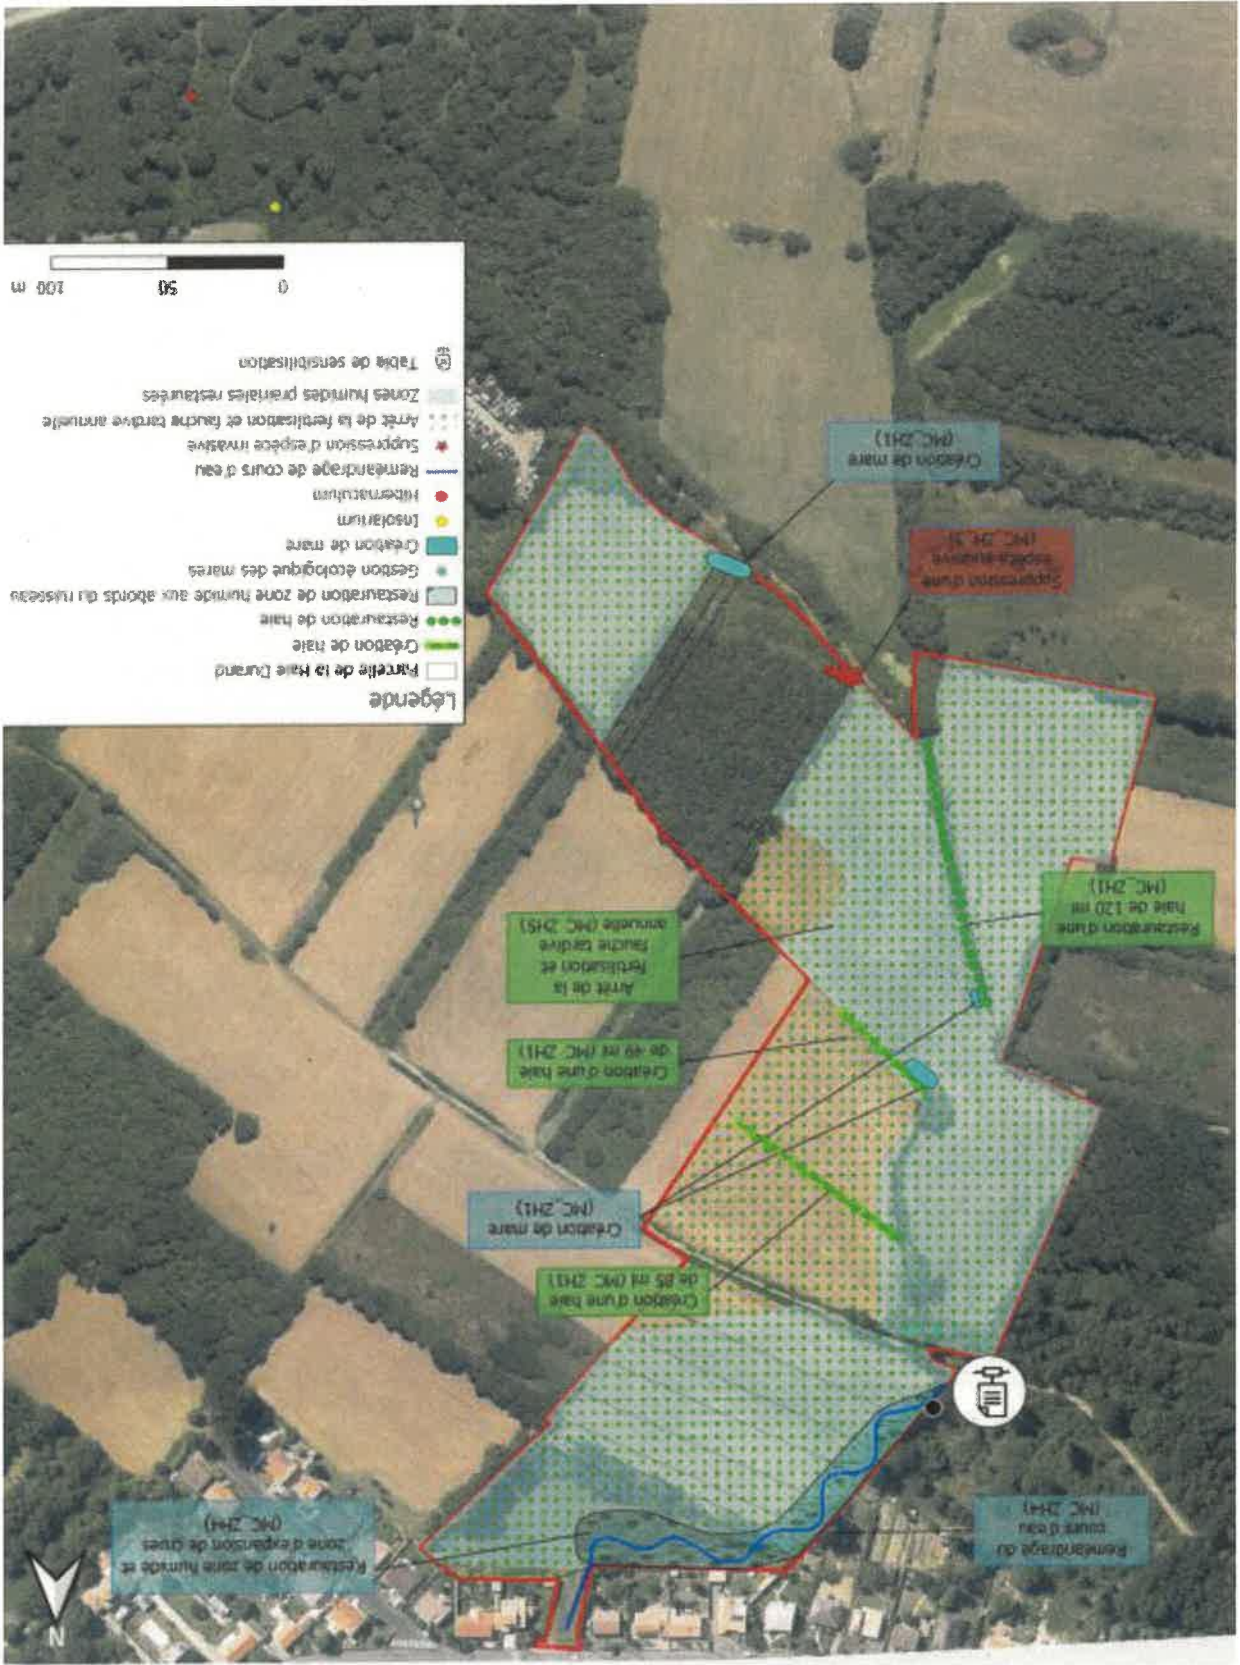 Réméandrage du
cours d'eau
(MC_ZH4)
Restauration de zone humide et
zone d'expansion de crues
(MC_ZH4)
N
Création d'une haie
de 85 ml (MC_ZH1)
Création de mare
(MC_ZH1)
Création d'une haie
de 49 ml (MC_ZH1)
Arrêt de la
fertilisation et
fauche tardive
annuelle (MC_ZH5)
Restauration d'une
haie de 120 ml
(MC_ZH1)
Suppression d'une
espèce invasive
Création de mare
(MC_ZH1)
Légende
Parcelle de la Haie Durand
Création de haie
Restauration de haie
Restauration de zone humide aux abords du ruisseau
Gestion écologique des mares
Création de mare
Insolarium
Hibernaculum
Reméandrage de cours d'eau
Suppression d'espèce invasive
Arrêt de la fertilisation et fauche tardive annuelle
Zones humides prairiales restaurées
Table de sensibilisation
0 50 100 m